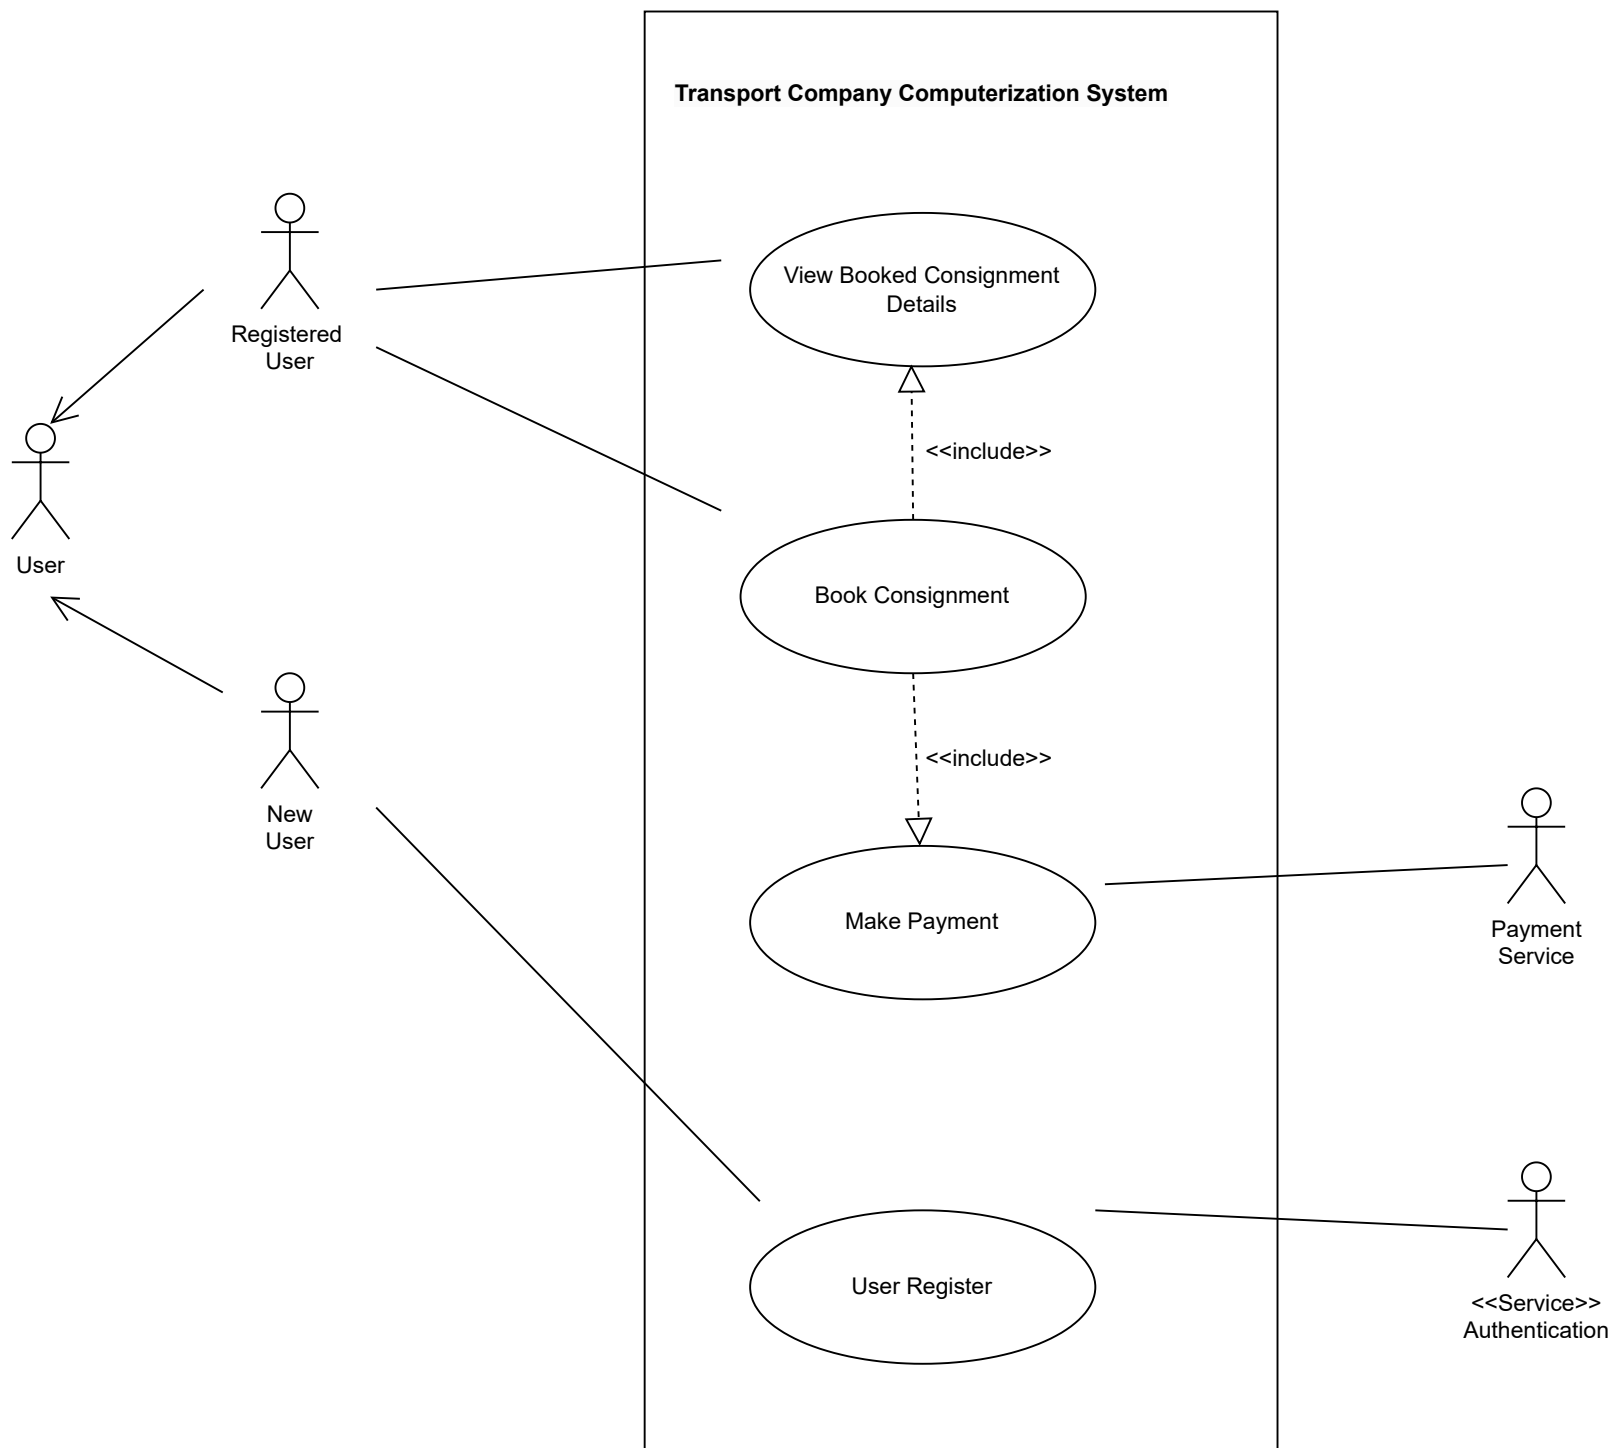 Transport Company Computerization System
Registered
User
View Booked Consignment
Details
<<include>>
User
Book Consignment
<<include>>
New
User
Make Payment
Payment
Service
User Register
<<Service>>
Authentication